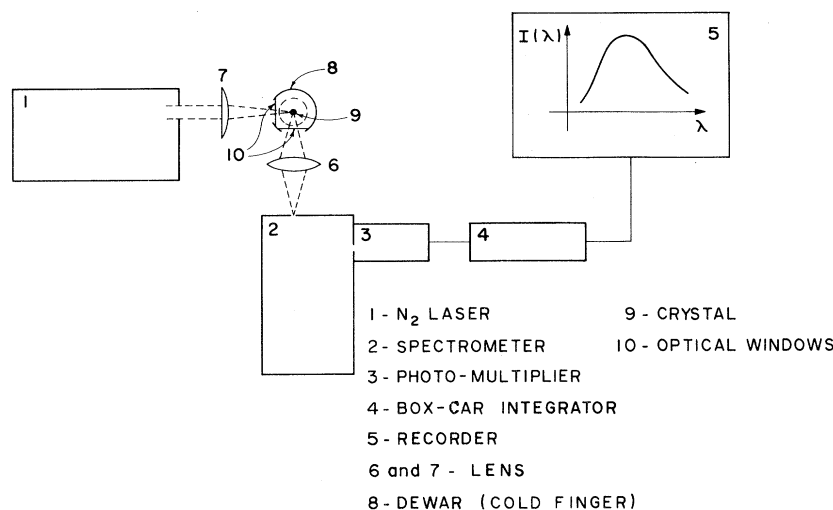 I(λ)
5
λ
7
8
1
9
10
6
2
3
4
1 - N₂ LASER
2 - SPECTROMETER
3 - PHOTO-MULTIPLIER
4 - BOX-CAR INTEGRATOR
5 - RECORDER
6 and 7 - LENS
8 - DEWAR (COLD FINGER)
9 - CRYSTAL
10 - OPTICAL WINDOWS